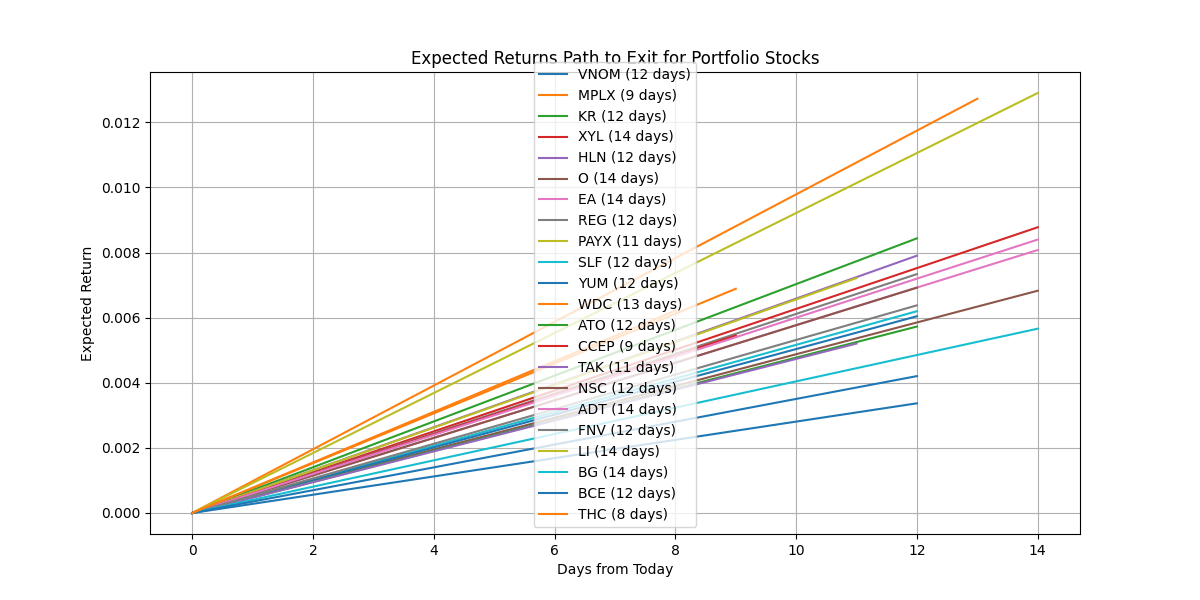 Expected Returns Path to Exit for Portfolio Stocks
VNOM (12 days)
MPLX (9 days)
KR (12 days)
XYL (14 days)
HLN (12 days)
O (14 days)
EA (14 days)
REG (12 days)
PAYX (11 days)
SLF (12 days)
YUM (12 days)
WDC (13 days)
ATO (12 days)
CCEP (9 days)
TAK (11 days)
NSC (12 days)
ADT (14 days)
FNV (12 days)
LI (14 days)
BG (14 days)
BCE (12 days)
THC (8 days)
Expected Return
0.012
0.010
0.008
0.006
0.004
0.002
0.000
0 2 4 6 8 10 12 14
Days from Today